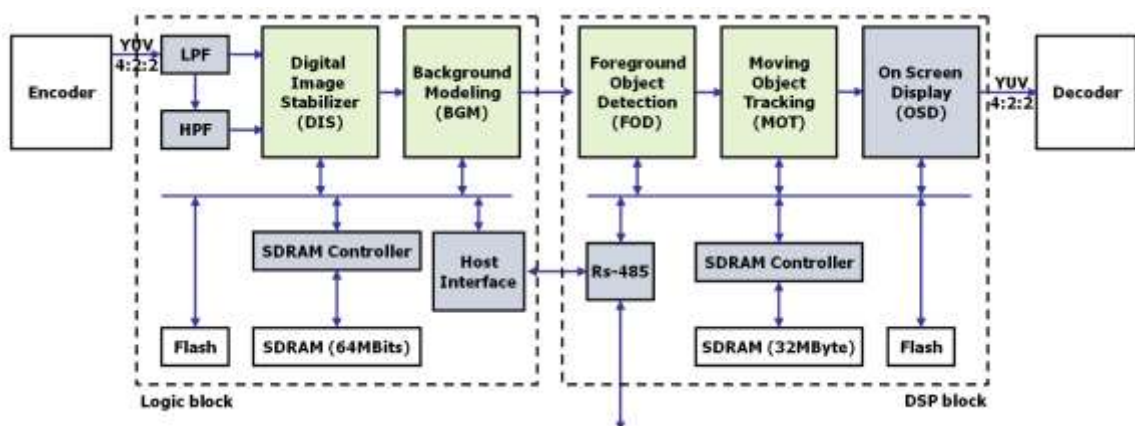 Encoder
YUV
4:2:2
LPF
HPF
Digital
Image
Stabilizer
(DIS)
Background
Modeling
(BGM)
Foreground
Object
Detection
(FOD)
Moving
Object
Tracking
(MOT)
On Screen
Display
(OSD)
YUV
4:2:2
Decoder
SDRAM Controller
Host
Interface
Rs-485
SDRAM Controller
Flash
SDRAM (64MBits)
SDRAM (32MByte)
Flash
Logic block
DSP block